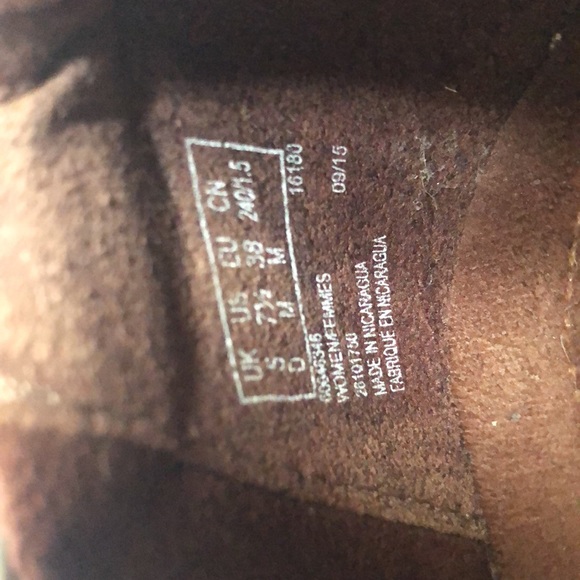 UK US EU CN
5 7½ 38 240/1.5
D M M
16180
WOMEN/FEMMES 09/15
26101750
MADE IN NICARAGUA
FABRIQUÉ EN NICARAGUA